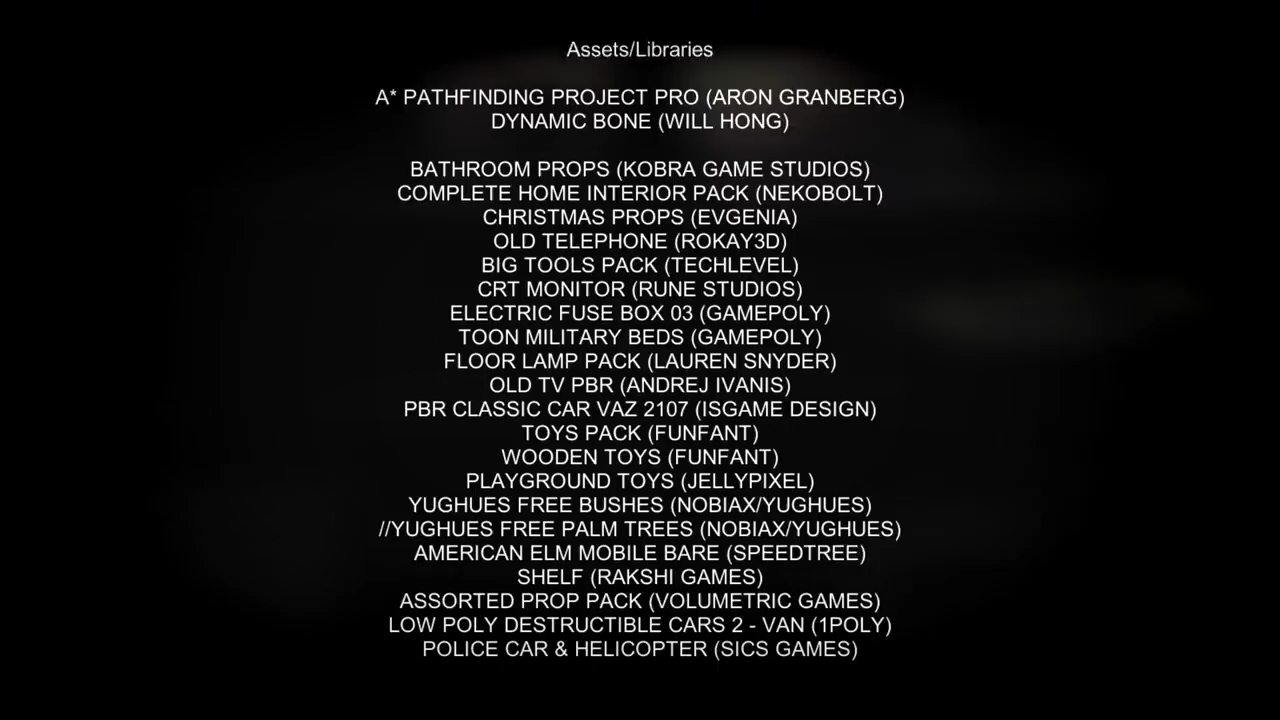 Assets/Libraries
A* PATHFINDING PROJECT PRO (ARON GRANBERG)
DYNAMIC BONE (WILL HONG)
BATHROOM PROPS (KOBRA GAME STUDIOS)
COMPLETE HOME INTERIOR PACK (NEKOBOLT)
CHRISTMAS PROPS (EVGENIA)
OLD TELEPHONE (ROKAY3D)
BIG TOOLS PACK (TECHLEVEL)
CRT MONITOR (RUNE STUDIOS)
ELECTRIC FUSE BOX 03 (GAMEPOLY)
TOON MILITARY BEDS (GAMEPOLY)
FLOOR LAMP PACK (LAUREN SNYDER)
OLD TV PBR (ANDREJ IVANIS)
PBR CLASSIC CAR VAZ 2107 (ISGAME DESIGN)
TOYS PACK (FUNFANT)
WOODEN TOYS (FUNFANT)
PLAYGROUND TOYS (JELLYPIXEL)
YUGHUES FREE BUSHES (NOBIAX/YUGHUES)
//YUGHUES FREE PALM TREES (NOBIAX/YUGHUES)
AMERICAN ELM MOBILE BARE (SPEEDTREE)
SHELF (RAKSHI GAMES)
ASSORTED PROP PACK (VOLUMETRIC GAMES)
LOW POLY DESTRUCTIBLE CARS 2 - VAN (1POLY)
POLICE CAR & HELICOPTER (SICS GAMES)